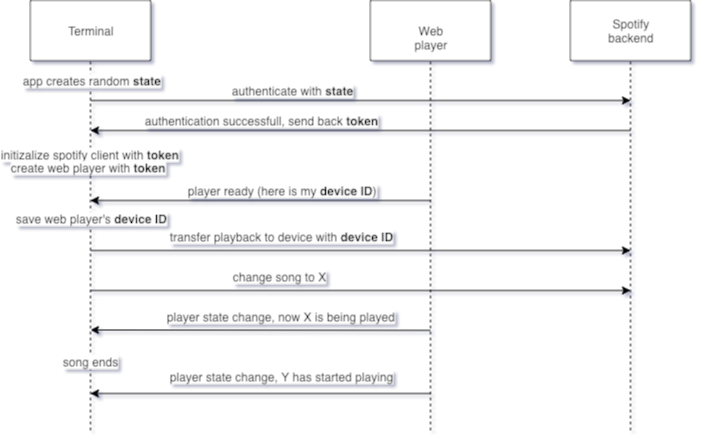 Terminal
Web
player
Spotify
backend
app creates random state
authenticate with state
authentication successfull, send back token
initizalize spotify client with token
create web player with token
player ready (here is my device ID)
save web player's device ID
transfer playback to device with device ID
change song to X
player state change, now X is being played
song ends
player state change, Y has started playing